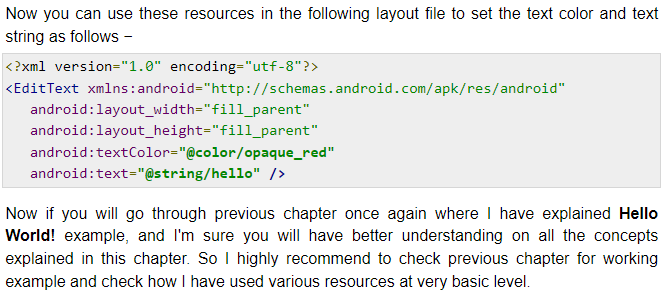 Now you can use these resources in the following layout file to set the text color and text
string as follows −
<?xml version="1.0" encoding="utf-8"?>
<EditText xmlns:android="http://schemas.android.com/apk/res/android"
   android:layout_width="fill_parent"
   android:layout_height="fill_parent"
   android:textColor="@color/opaque_red"
   android:text="@string/hello" />
Now if you will go through previous chapter once again where I have explained Hello
World! example, and I'm sure you will have better understanding on all the concepts
explained in this chapter. So I highly recommend to check previous chapter for working
example and check how I have used various resources at very basic level.